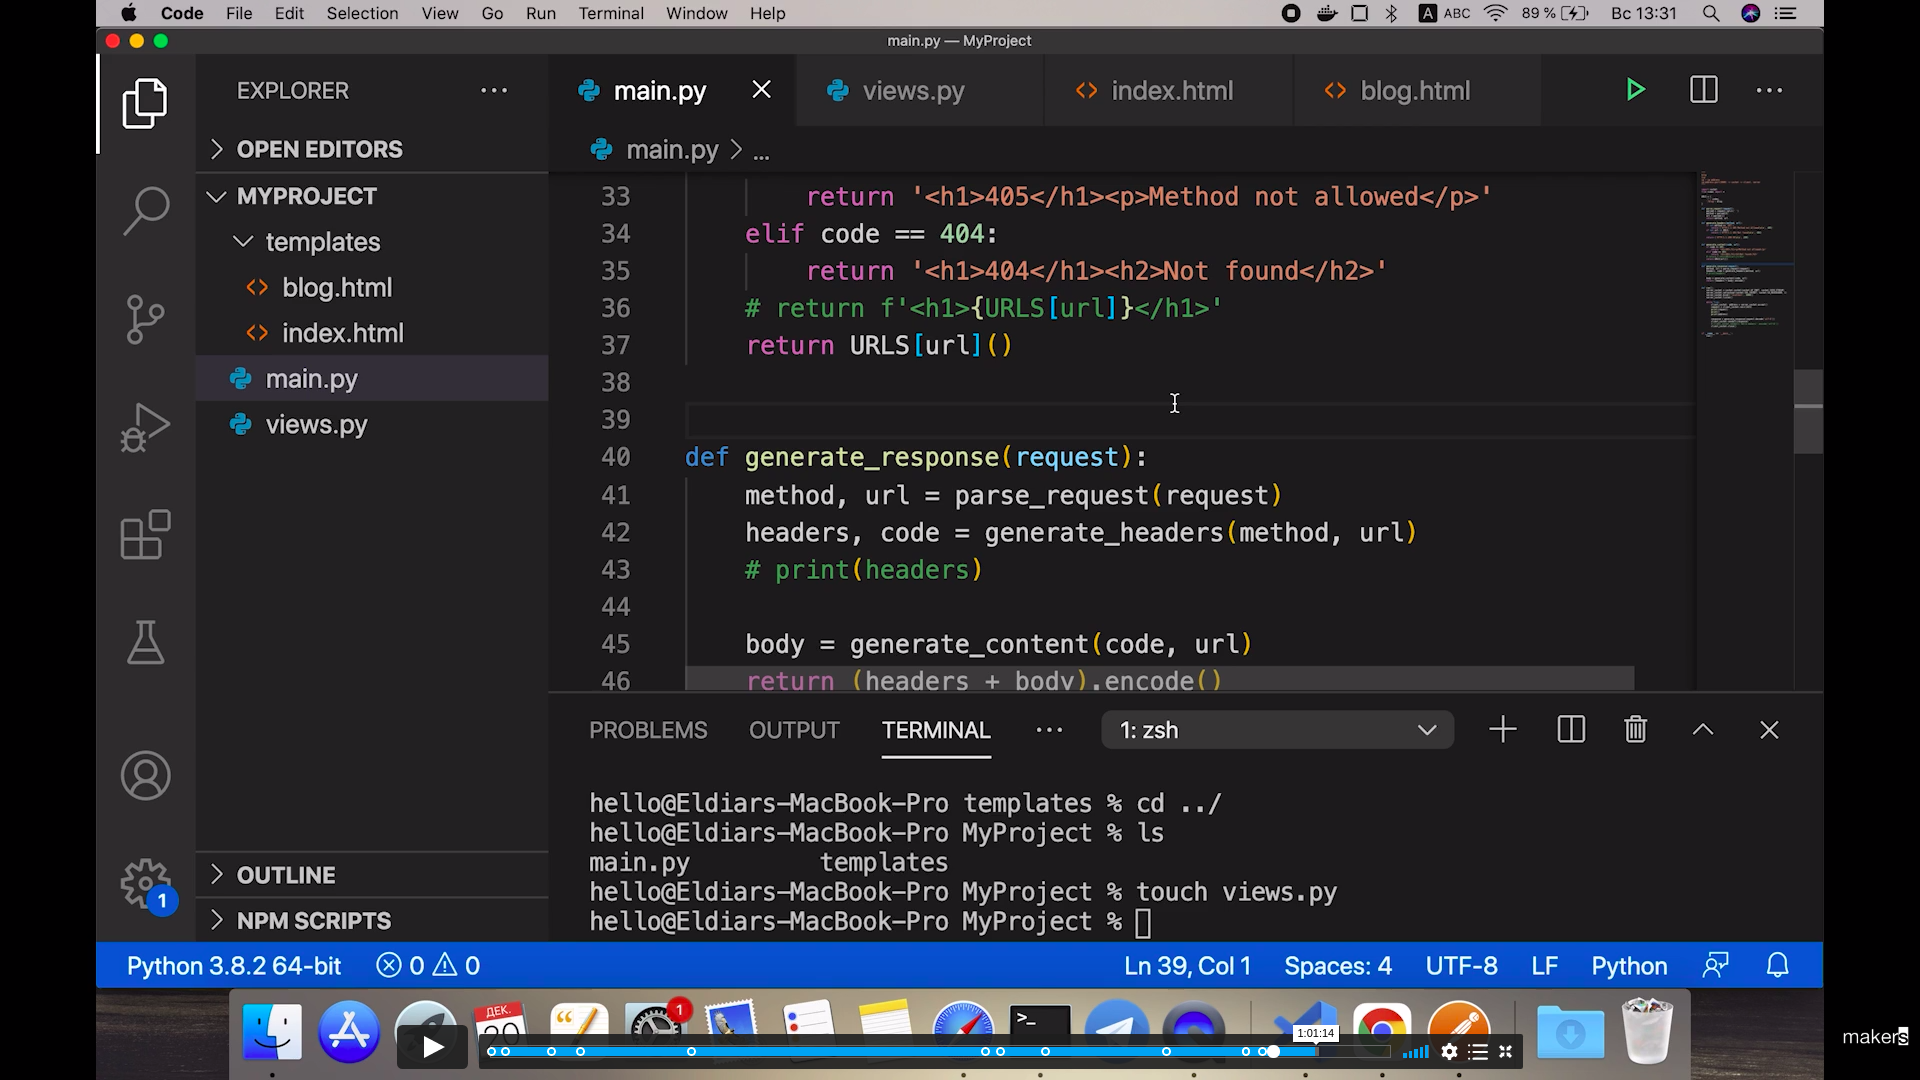 Code File Edit Selection View Go Run Terminal Window Help A ABC 89 % Вс 13:31
main.py — MyProject
EXPLORER
main.py views.py index.html blog.html
OPEN EDITORS
main.py > ...
MYPROJECT
templates
blog.html
index.html
main.py
views.py
33 return '<h1>405</h1><p>Method not allowed</p>'
34 elif code == 404:
35 return '<h1>404</h1><h2>Not found</h2>'
36 # return f'<h1>{URLS[url]}</h1>'
37 return URLS[url]()
38
39
40 def generate_response(request):
41 method, url = parse_request(request)
42 headers, code = generate_headers(method, url)
43 # print(headers)
44
45 body = generate_content(code, url)
46 return (headers + body).encode()
PROBLEMS OUTPUT TERMINAL 1: zsh
hello@Eldiars-MacBook-Pro templates % cd ../
hello@Eldiars-MacBook-Pro MyProject % ls
main.py templates
hello@Eldiars-MacBook-Pro MyProject % touch views.py
hello@Eldiars-MacBook-Pro MyProject %
OUTLINE
1
NPM SCRIPTS
Python 3.8.2 64-bit 0 0 Ln 39, Col 1 Spaces: 4 UTF-8 LF Python
ДЕК.
1
1:01:14
makers